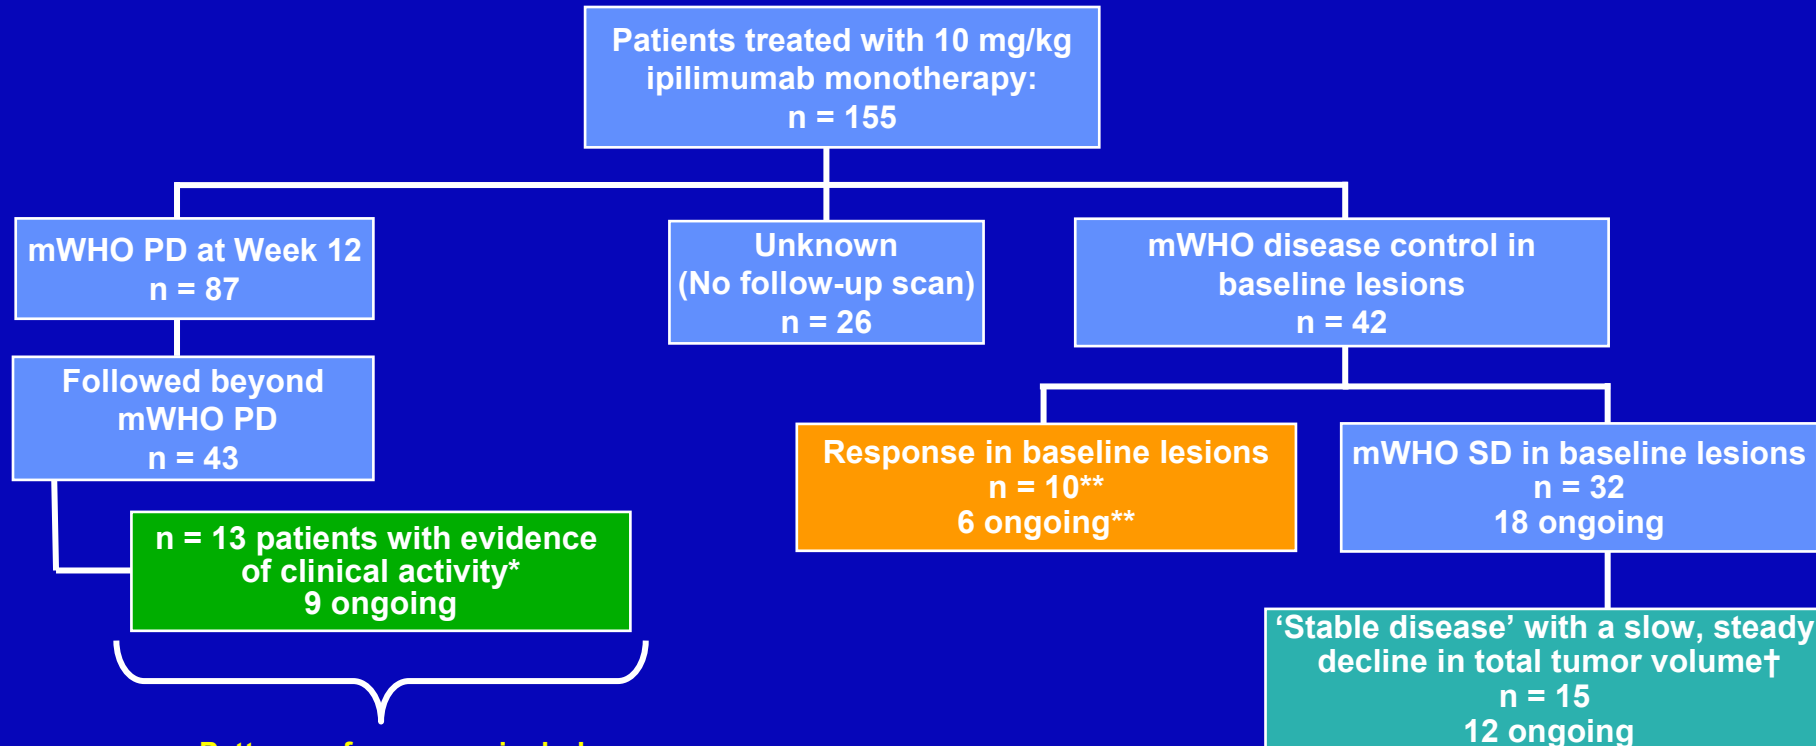 Patients treated with 10 mg/kg
ipilimumab monotherapy:
n = 155
mWHO PD at Week 12
n = 87
Unknown
(No follow-up scan)
n = 26
mWHO disease control in
baseline lesions
n = 42
Followed beyond
mWHO PD
n = 43
Response in baseline lesions
n = 10**
6 ongoing**
mWHO SD in baseline lesions
n = 32
18 ongoing
n = 13 patients with evidence
of clinical activity*
9 ongoing
‘Stable disease’ with a slow, steady
decline in total tumor volume†
n = 15
12 ongoing